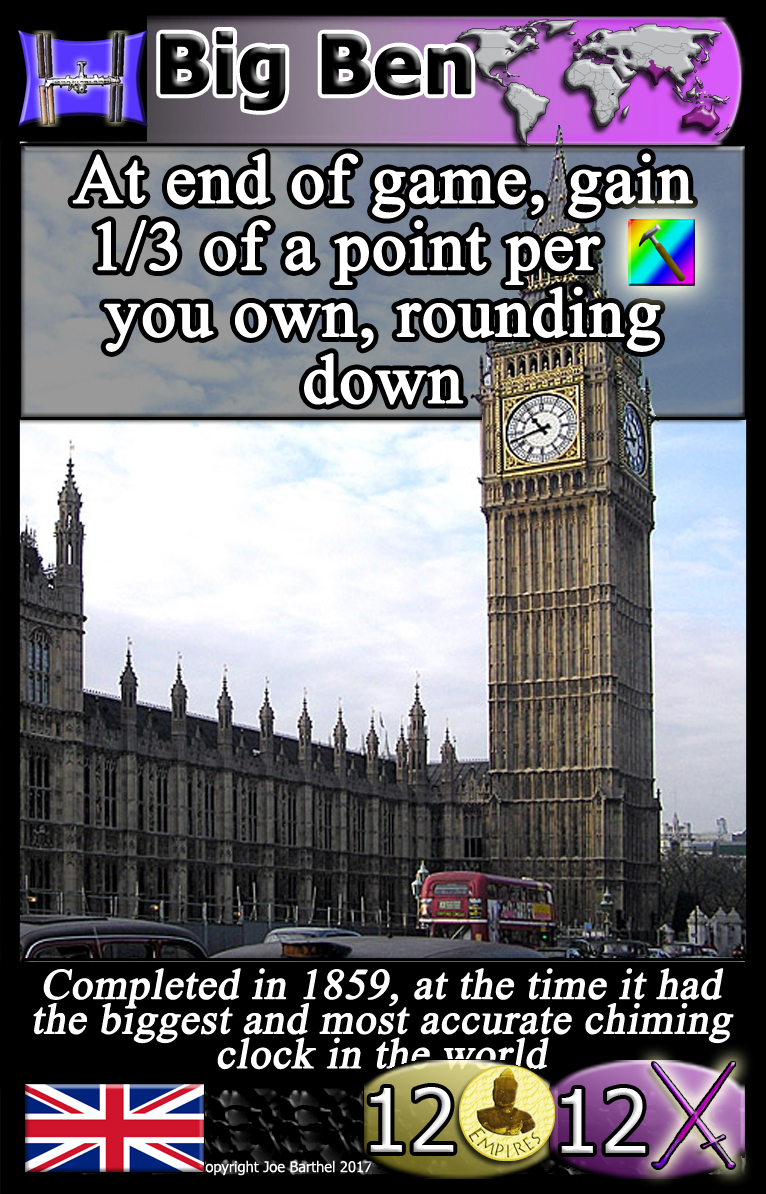 Big Ben
At end of game, gain
1/3 of a point per
you own, rounding
down
Completed in 1859, at the time it had
the biggest and most accurate chiming
clock in the world
12 EMPIRES 12
opyright Joe Barthel 2017